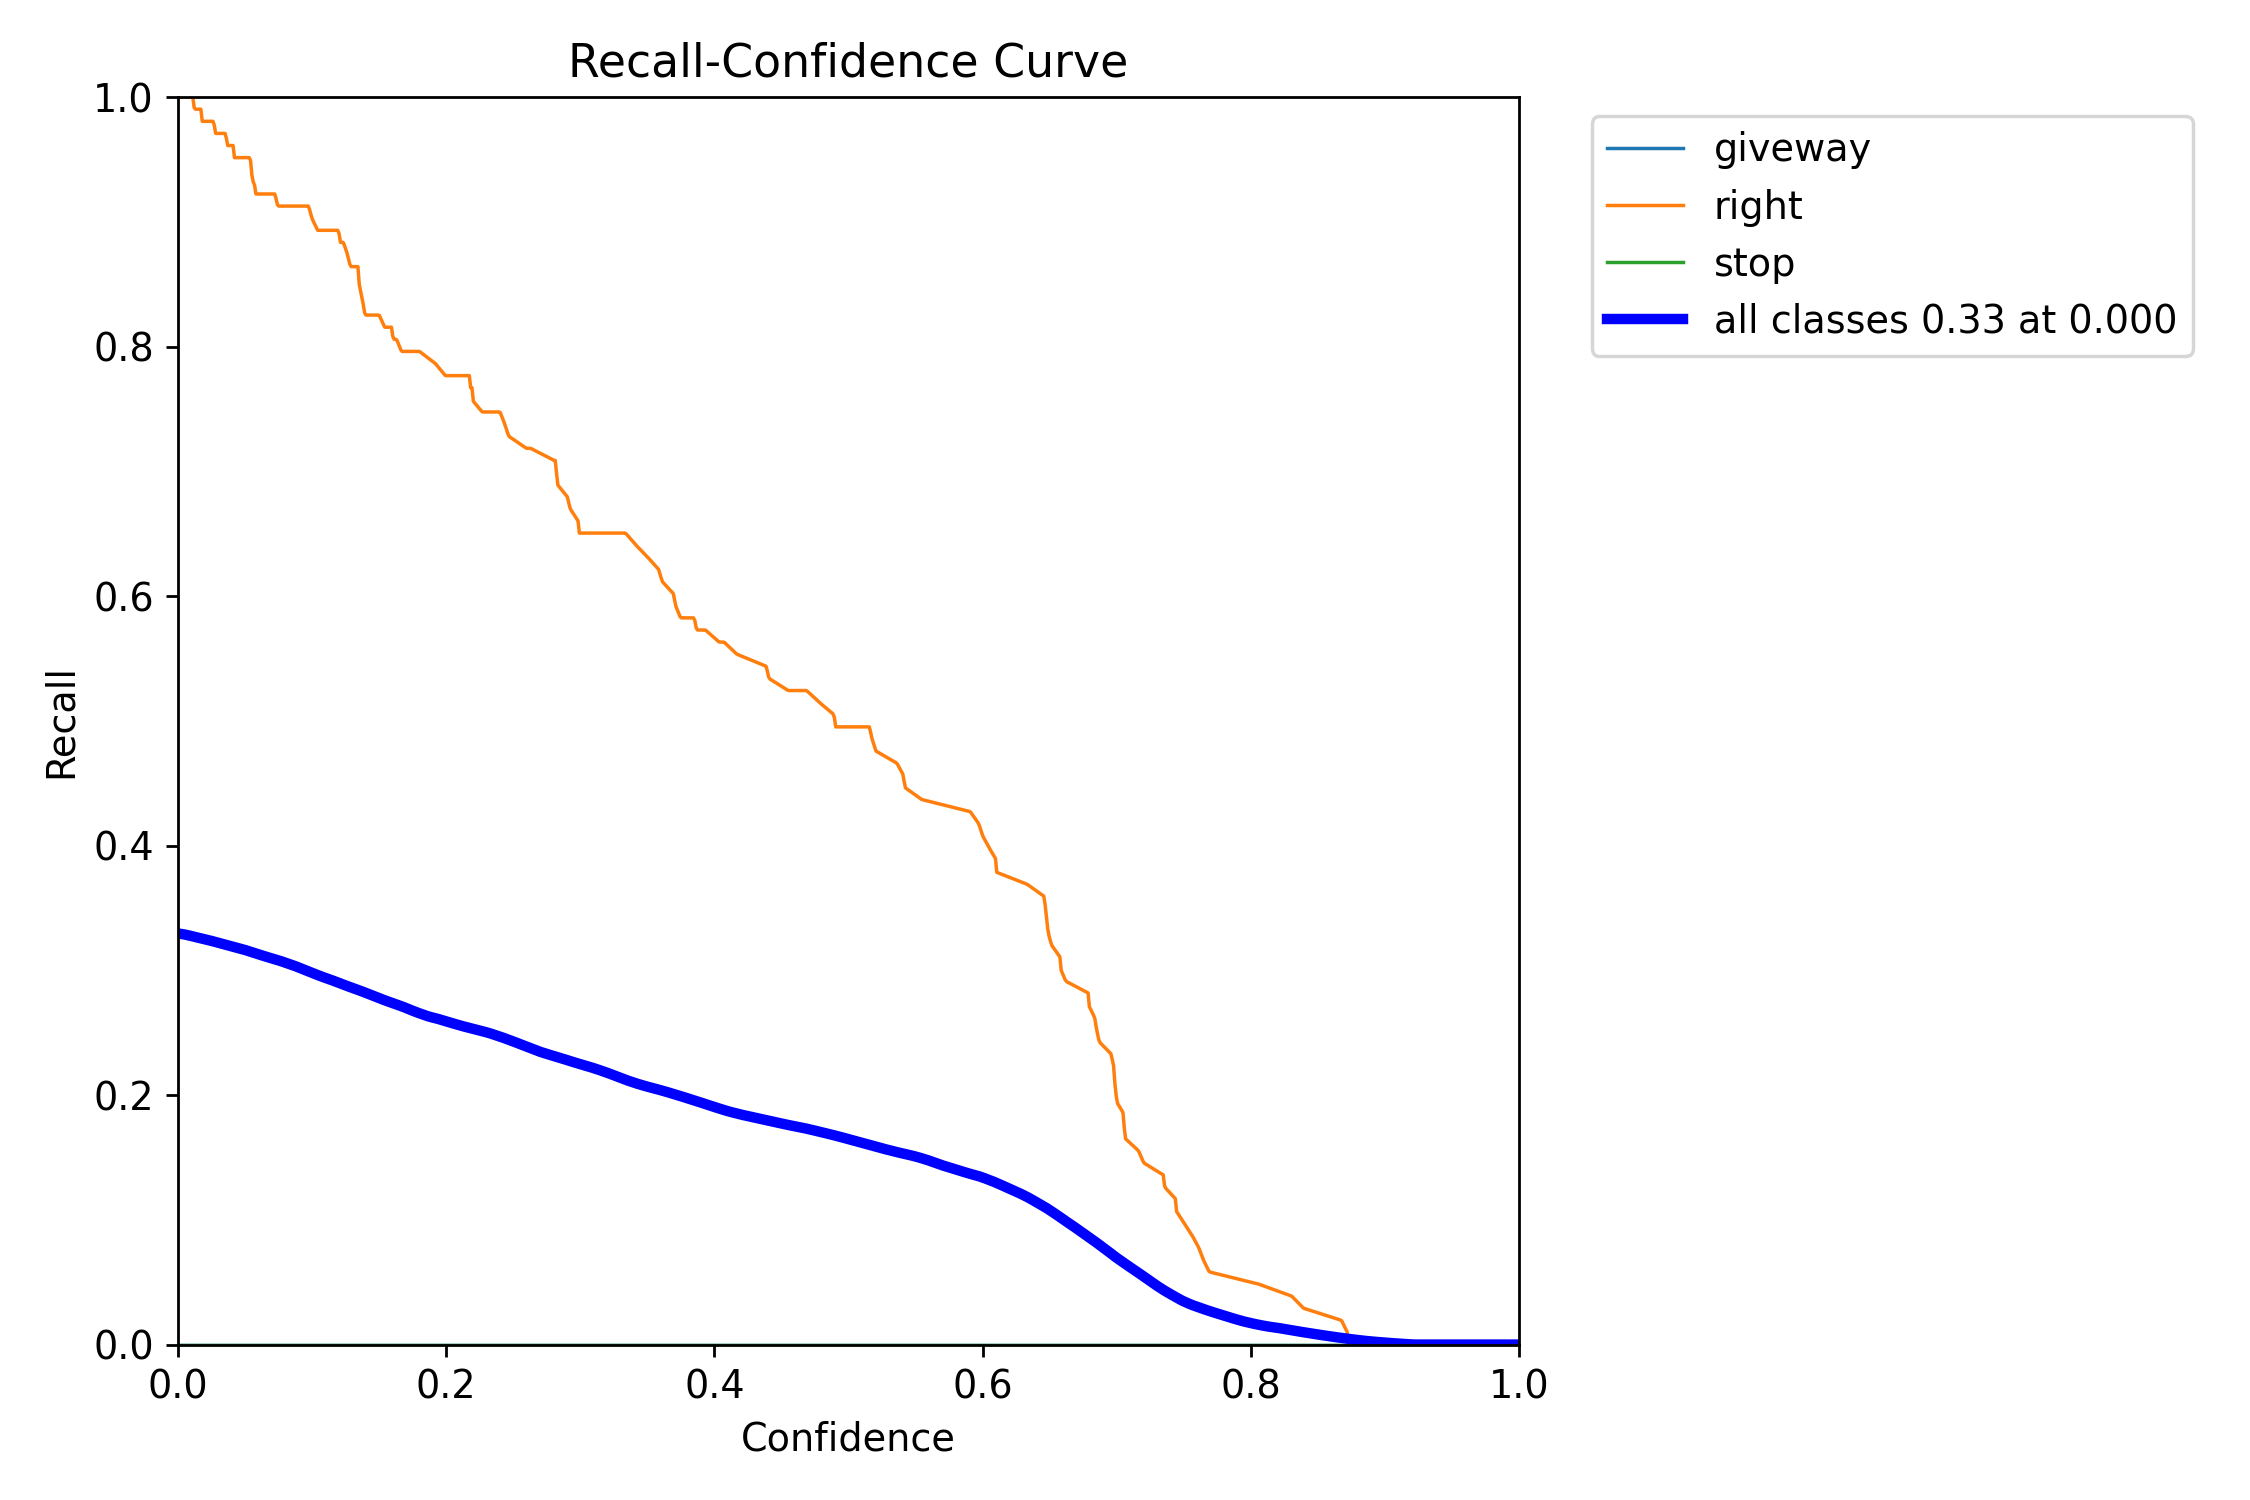 Recall-Confidence Curve
1.0
0.8
0.6
0.4
0.2
0.0
Recall
0.0 0.2 0.4 0.6 0.8 1.0
Confidence
giveway
right
stop
all classes 0.33 at 0.000